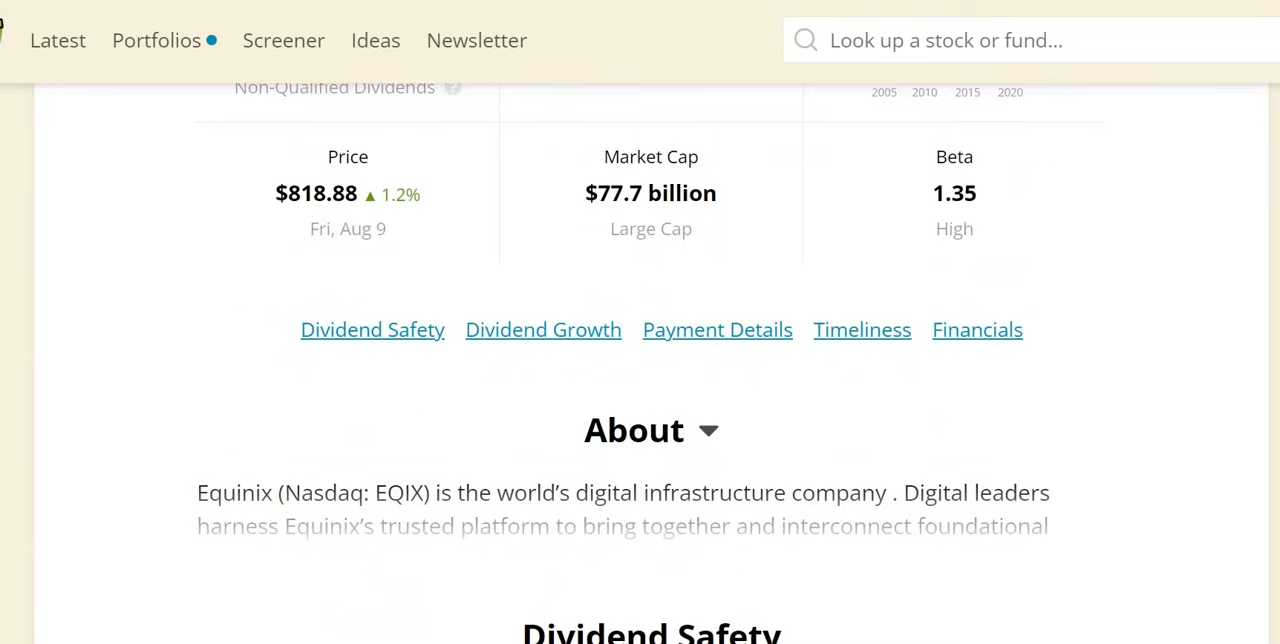 Latest Portfolios Screener Ideas Newsletter Look up a stock or fund...
Non-Qualified Dividends ?
2005 2010 2015 2020
Price Market Cap Beta
$818.88 ▲ 1.2% $77.7 billion 1.35
Fri, Aug 9 Large Cap High
Dividend Safety Dividend Growth Payment Details Timeliness Financials
About
Equinix (Nasdaq: EQIX) is the world’s digital infrastructure company . Digital leaders
harness Equinix’s trusted platform to bring together and interconnect foundational
Dividend Safety